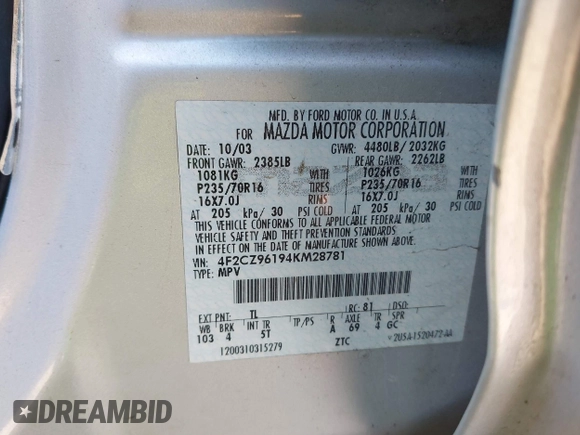 MFD. BY FORD MOTOR CO. IN U.S.A.
FOR MAZDA MOTOR CORPORATION
DATE: 10/03 GVWR: 4480LB/ 2032KG
FRONT GAWR: 2385LB REAR GAWR: 2262LB
1081KG WITH 1026KG WITH
P235/70R16 TIRES P235/70R16 TIRES
16X7.0J RIMS 16X7.0J RIMS
AT 205 kPa/ 30 PSI COLD AT 205 kPa/ 30 PSI COLD
THIS VEHICLE CONFORMS TO ALL APPLICABLE FEDERAL MOTOR
VEHICLE SAFETY AND THEFT PREVENTION STANDARDS
IN EFFECT ON THE DATE OF MANUFACTURE SHOWN ABOVE.
VIN: 4F2CZ96194KM28781
TYPE: MPV
EXT PNT: TL RC: 81 DSO:
WB BRK INT TR TP/PS R AXLE TR SPR
103 4 5T A 69 4 GC
1200310315279 ZTC
DREAMBID